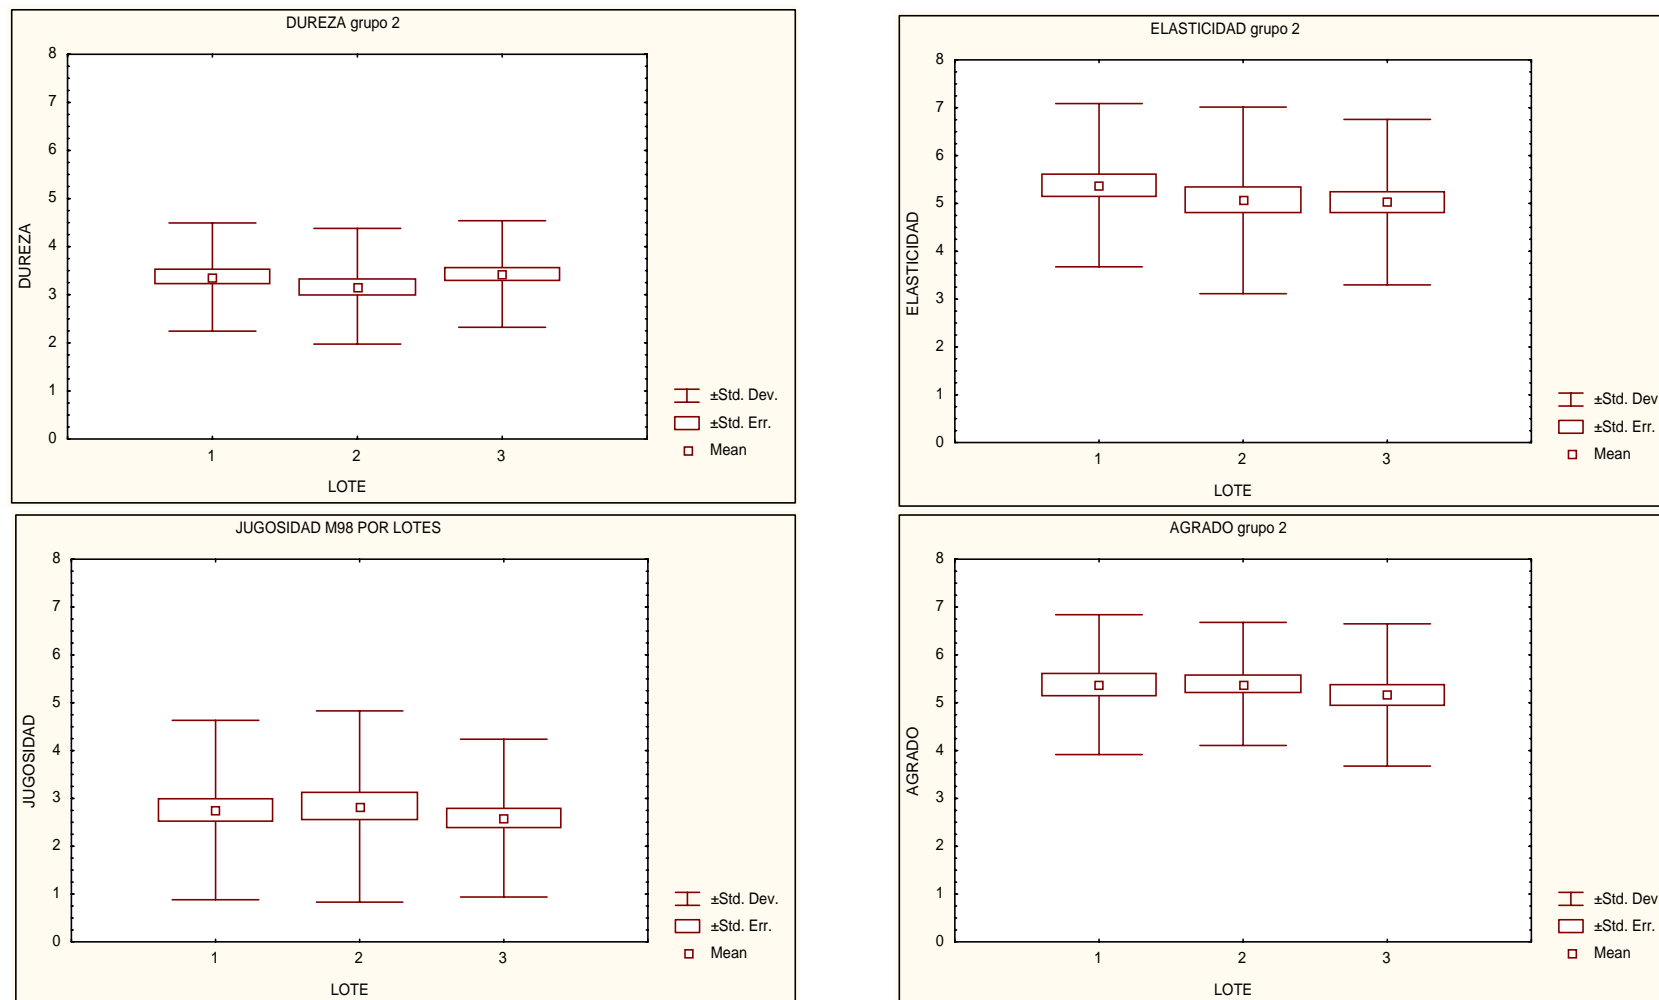 DUREZA grupo 2
8
7
6
5
4
3
2
1
0
DUREZA
1 2 3
LOTE
±Std. Dev.
±Std. Err.
Mean
ELASTICIDAD grupo 2
8
7
6
5
4
3
2
1
0
ELASTICIDAD
1 2 3
LOTE
±Std. Dev
±Std. Err.
Mean
JUGOSIDAD M98 POR LOTES
8
7
6
5
4
3
2
1
0
JUGOSIDAD
1 2 3
LOTE
±Std. Dev.
±Std. Err.
Mean
AGRADO grupo 2
8
7
6
5
4
3
2
1
0
AGRADO
1 2 3
LOTE
±Std. Dev
±Std. Err.
Mean